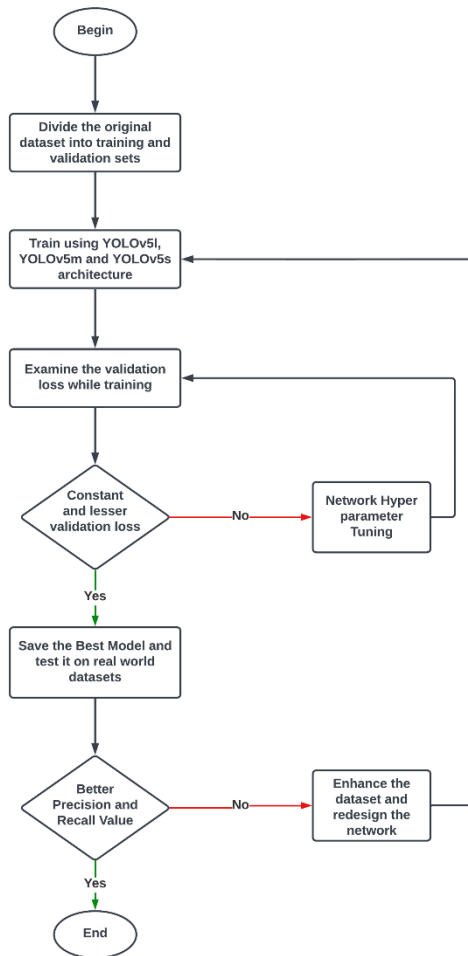 Begin
Divide the original
dataset into training and
validation sets
Train using YOLOv5l,
YOLOv5m and YOLOv5s
architecture
Examine the validation
loss while training
Constant
and lesser
validation loss
No
Network Hyper
parameter
Tuning
Yes
Save the Best Model and
test it on real world
datasets
Better
Precision and
Recall Value
No
Enhance the
dataset and
redesign the
network
Yes
End